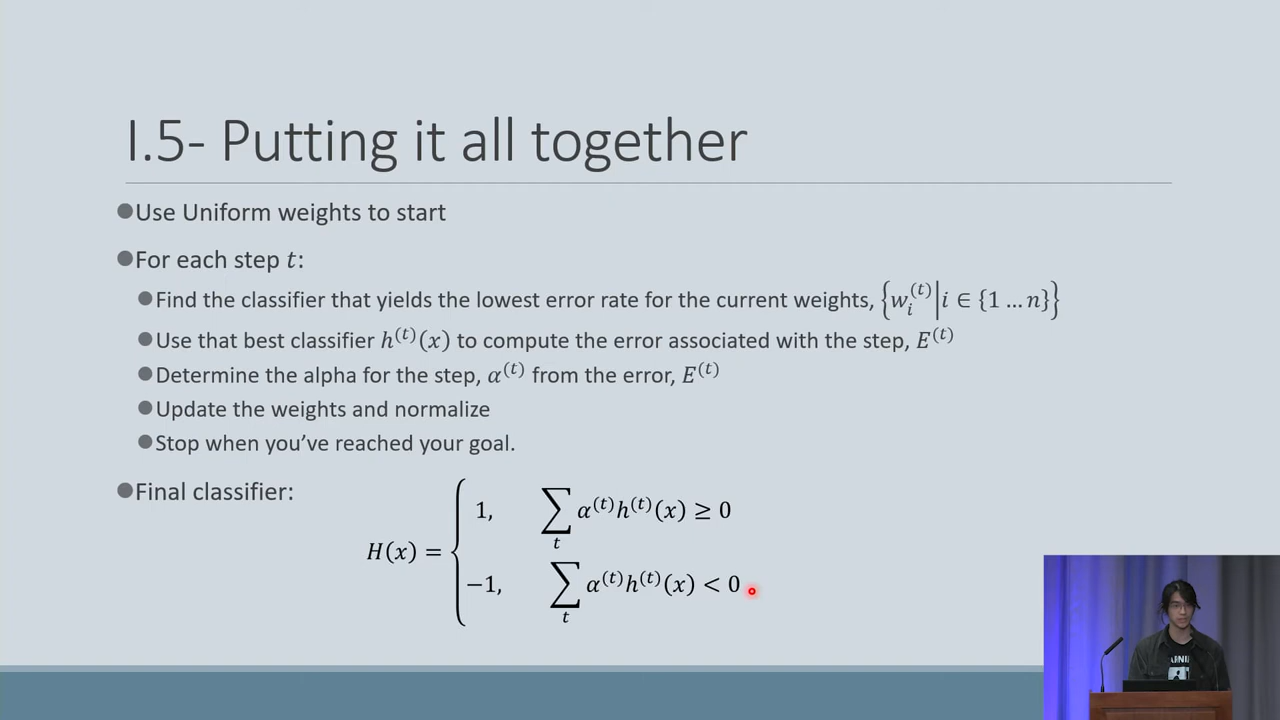 I.5- Putting it all together
●Use Uniform weights to start
●For each step t:
●Find the classifier that yields the lowest error rate for the current weights, {w_i^(t)|i ∈ {1 … n}}
●Use that best classifier h^(t)(x) to compute the error associated with the step, E^(t)
●Determine the alpha for the step, α^(t) from the error, E^(t)
●Update the weights and normalize
●Stop when you’ve reached your goal.
●Final classifier:
1, ∑_t α^(t)h^(t)(x) ≥ 0
H(x) = {
−1, ∑_t α^(t)h^(t)(x) < 0